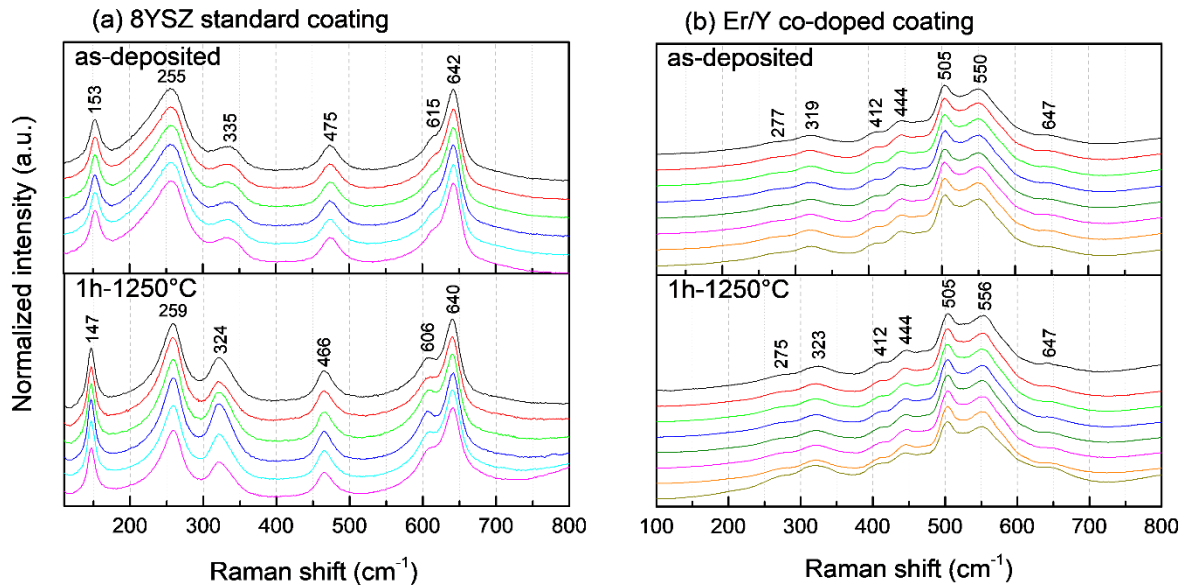 (a) 8YSZ standard coating
as-deposited
153 255 335 475 615 642
1h-1250°C
147 259 324 466 606 640
200 300 400 500 600 700 800
Raman shift (cm-1)
Normalized intensity (a.u.)
(b) Er/Y co-doped coating
as-deposited
277 319 412 444 505 550 647
1h-1250°C
275 323 412 444 505 556 647
100 200 300 400 500 600 700 800
Raman shift (cm-1)